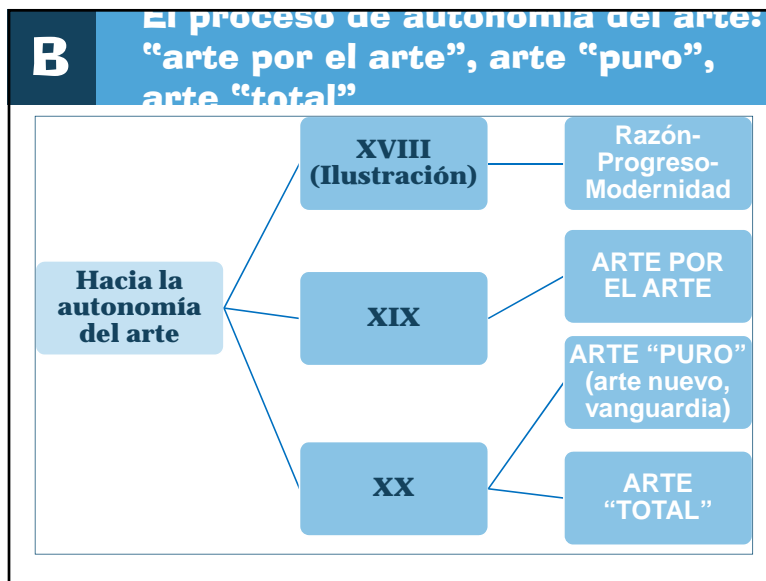 B
El proceso de autonomía del arte:
“arte por el arte”, arte “puro”,
arte “total”
Hacia la
autonomía
del arte
XVIII
(Ilustración)
Razón-
Progreso-
Modernidad
XIX
ARTE POR
EL ARTE
XX
ARTE “PURO”
(arte nuevo,
vanguardia)
ARTE
“TOTAL”